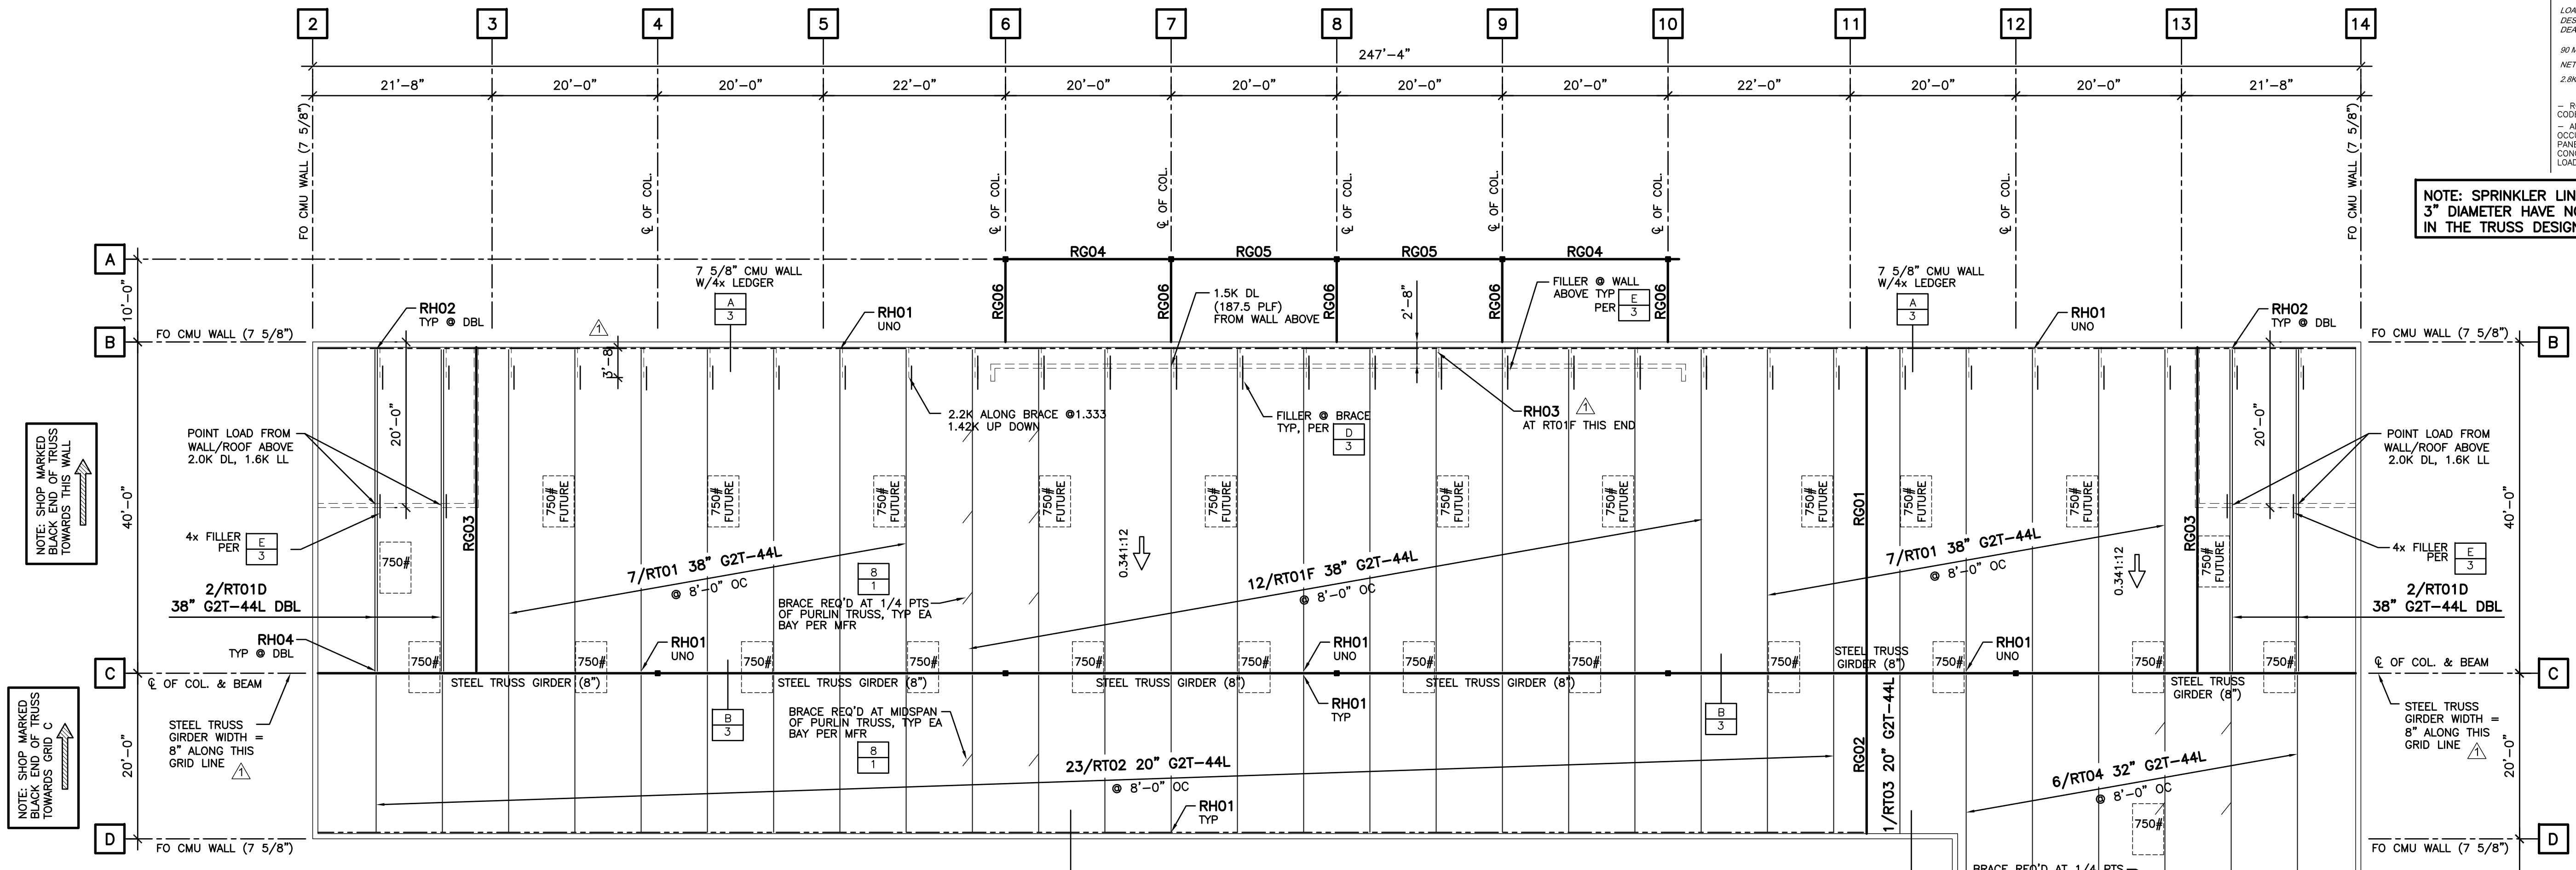 2
3
4
5
6
7
8
9
10
11
12
13
14
247'-4"
21'-8"
20'-0"
20'-0"
22'-0"
20'-0"
20'-0"
20'-0"
20'-0"
22'-0"
20'-0"
20'-0"
21'-8"
FO CMU WALL (7 5/8")
℄ OF COL.
℄ OF COL.
℄ OF COL.
℄ OF COL.
℄ OF COL.
℄ OF COL.
℄ OF COL.
FO CMU WALL (7 5/8")
90 M
NET
2.8K
CODE
LOAD
NOTE: SPRINKLER LIN
3" DIAMETER HAVE NO
IN THE TRUSS DESIGN
A
10'-0"
RG04
RG05
RG05
RG04
RG06
RG06
RG06
RG06
RG06
7 5/8" CMU WALL
W/4x LEDGER
A
3
1.5K DL
(187.5 PLF)
FROM WALL ABOVE
2'-8"
FILLER @ WALL
ABOVE TYP
PER
E
3
7 5/8" CMU WALL
W/4x LEDGER
A
3
RH02
TYP @ DBL
RH01
UNO
RH01
UNO
RH02
TYP @ DBL
B
FO CMU WALL (7 5/8")
FO CMU WALL (7 5/8")
B
1
3'-8
20'-0"
20'-0"
2.2K ALONG BRACE @1.333
1.42K UP DOWN
FILLER @ BRACE
TYP, PER
D
3
RH03
1
AT RT01F THIS END
NOTE: SHOP MARKED
BLACK END OF TRUSS
TOWARDS THIS WALL
40'-0"
POINT LOAD FROM
WALL/ROOF ABOVE
2.0K DL, 1.6K LL
POINT LOAD FROM
WALL/ROOF ABOVE
2.0K DL, 1.6K LL
40'-0"
750#
FUTURE
750#
FUTURE
750#
FUTURE
750#
FUTURE
750#
FUTURE
750#
FUTURE
750#
FUTURE
750#
FUTURE
750#
FUTURE
750#
FUTURE
750#
FUTURE
RG03
RG01
RG03
4x FILLER
PER
E
3
750#
4x FILLER
PER
E
3
2/RT01D
38" G2T-44L DBL
7/RT01 38" G2T-44L
@ 8'-0" OC
8
1
BRACE REQ'D AT 1/4 PTS
OF PURLIN TRUSS, TYP EA
BAY PER MFR
0.341:12
12/RT01F 38" G2T-44L
@ 8'-0" OC
7/RT01 38" G2T-44L
@ 8'-0" OC
0.341:12
2/RT01D
38" G2T-44L DBL
RH04
TYP @ DBL
RH01
UNO
RH01
UNO
RH01
UNO
750#
750#
750#
750#
750#
750#
750#
750#
750#
750#
750#
750#
STEEL TRUSS
GIRDER (8")
C
℄ OF COL. & BEAM
STEEL TRUSS GIRDER (8")
STEEL TRUSS GIRDER (8")
STEEL TRUSS GIRDER (8")
STEEL TRUSS GIRDER (8")
STEEL TRUSS
GIRDER (8")
℄ OF COL. & BEAM
C
NOTE: SHOP MARKED
BLACK END OF TRUSS
TOWARDS GRID C
20'-0"
STEEL TRUSS
GIRDER WIDTH =
8" ALONG THIS
GRID LINE
1
B
3
BRACE REQ'D AT MIDSPAN
OF PURLIN TRUSS, TYP EA
BAY PER MFR
8
1
RH01
TYP
B
3
STEEL TRUSS
GIRDER WIDTH =
8" ALONG THIS
GRID LINE
1
20'-0"
23/RT02 20" G2T-44L
@ 8'-0" OC
RG02
1/RT03 20" G2T-44L
6/RT04 32" G2T-44L
@ 8'-0" OC
750#
RH01
TYP
D
FO CMU WALL (7 5/8")
FO CMU WALL (7 5/8")
D
BRACE REQ'D AT 1/4 PTS